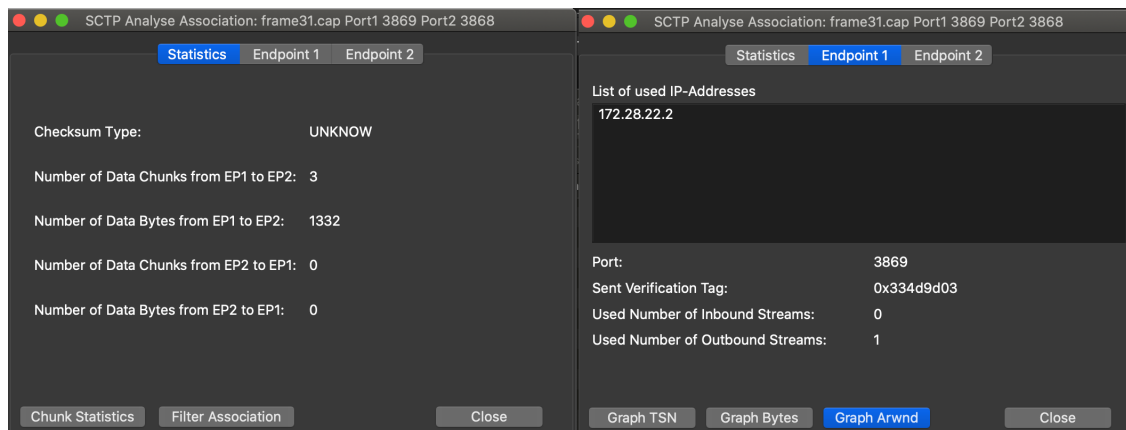 SCTP Analyse Association: frame31.cap Port1 3869 Port2 3868
Statistics Endpoint 1 Endpoint 2
Checksum Type: UNKNOW
Number of Data Chunks from EP1 to EP2: 3
Number of Data Bytes from EP1 to EP2: 1332
Number of Data Chunks from EP2 to EP1: 0
Number of Data Bytes from EP2 to EP1: 0
Chunk Statistics Filter Association Close
SCTP Analyse Association: frame31.cap Port1 3869 Port2 3868
Statistics Endpoint 1 Endpoint 2
List of used IP-Addresses
172.28.22.2
Port: 3869
Sent Verification Tag: 0x334d9d03
Used Number of Inbound Streams: 0
Used Number of Outbound Streams: 1
Graph TSN Graph Bytes Graph Arwnd Close